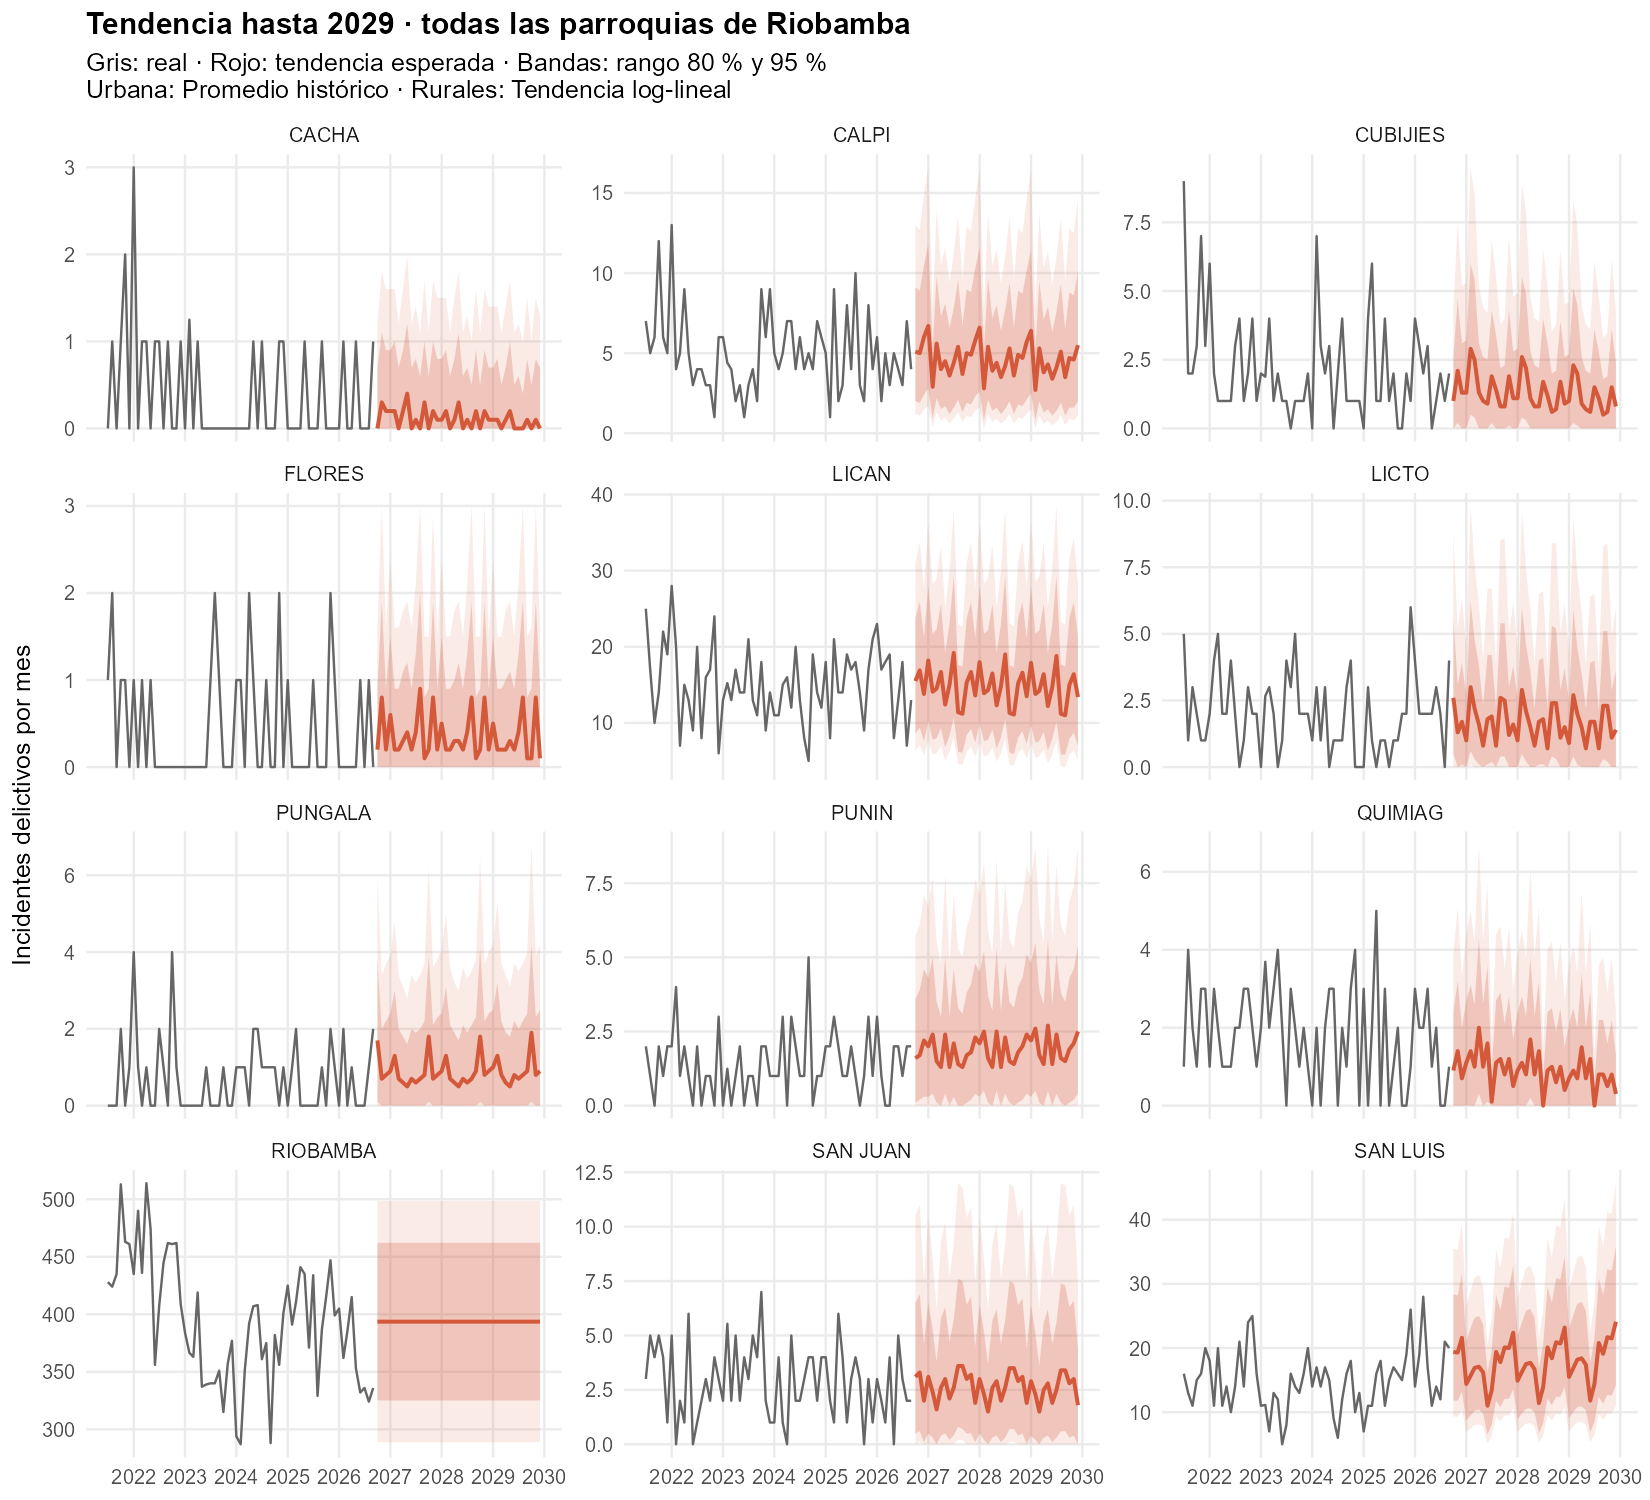 Tendencia hasta 2029 · todas las parroquias de Riobamba
Gris: real · Rojo: tendencia esperada · Bandas: rango 80 % y 95 %
Urbana: Promedio histórico · Rurales: Tendencia log-lineal
Incidentes delictivos por mes
CACHA
3
2
1
0
CALPI
15
10
5
0
CUBIJIES
7.5
5.0
2.5
0.0
FLORES
3
2
1
0
LICAN
40
30
20
10
LICTO
10.0
7.5
5.0
2.5
0.0
PUNGALA
6
4
2
0
PUNIN
7.5
5.0
2.5
0.0
QUIMIAG
6
4
2
0
RIOBAMBA
500
450
400
350
300
2022 2023 2024 2025 2026 2027 2028 2029 2030
SAN JUAN
12.5
10.0
7.5
5.0
2.5
0.0
2022 2023 2024 2025 2026 2027 2028 2029 2030
SAN LUIS
40
30
20
10
2022 2023 2024 2025 2026 2027 2028 2029 2030